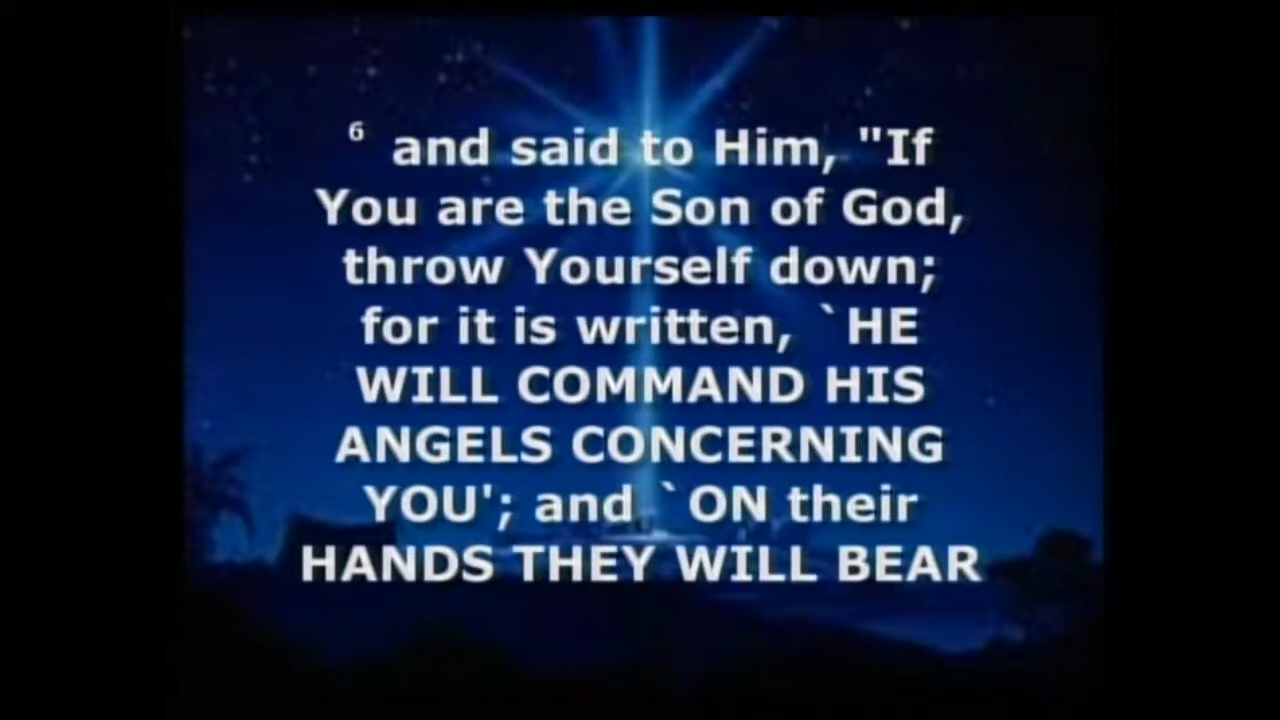 6 and said to Him, "If
You are the Son of God,
throw Yourself down;
for it is written, `HE
WILL COMMAND HIS
ANGELS CONCERNING
YOU'; and `ON their
HANDS THEY WILL BEAR